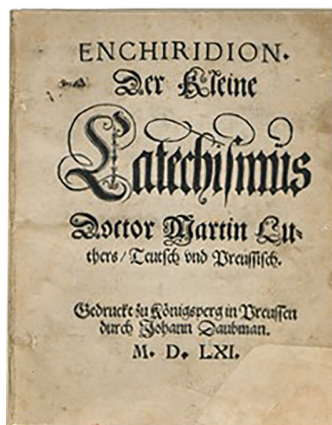 ENCHIRIDION.
Der Kleine
Catechismus
Doctor Martin Lu-
thers / Teutsch vnd Preussisch.
Gedruckt zu Königsperg in Preussen
durch Johann Daubman.
M. D. LXI.